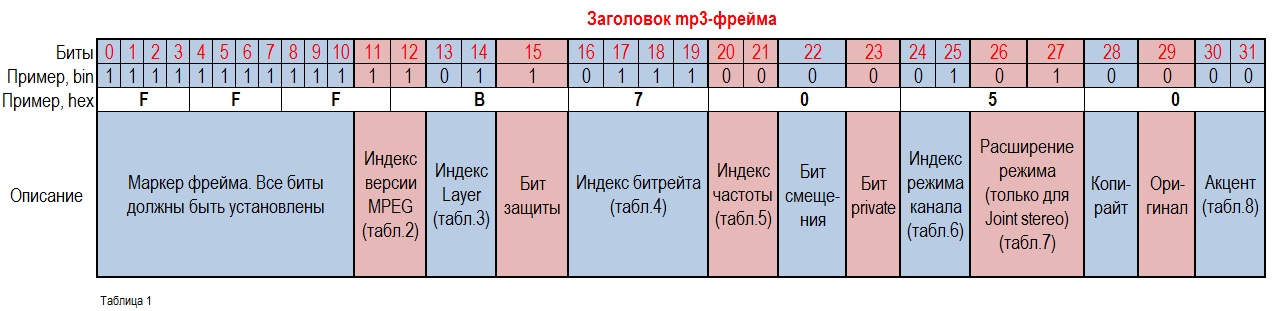 Заголовок mp3-фрейма
Биты 0 1 2 3 4 5 6 7 8 9 10 11 12 13 14 15 16 17 18 19 20 21 22 23 24 25 26 27 28 29 30 31
Пример, bin 1 1 1 1 1 1 1 1 1 1 1 1 1 0 1 1 0 1 1 1 0 0 0 0 0 1 0 1 0 0 0 0
Пример, hex F F F B 7 0 5 0
Описание
Маркер фрейма. Все биты
должны быть установлены
Индекс
версии
MPEG
(табл.2)
Индекс
Layer
(табл.3)
Бит
защиты
Индекс битрейта
(табл.4)
Индекс
частоты
(табл.5)
Бит
смеще-
ния
Бит
private
Индекс
режима
канала
(табл.6)
Расширение
режима
(только для
Joint stereo)
(табл.7)
Копи-
райт
Ори-
гинал
Акцент
(табл.8)
Таблица 1